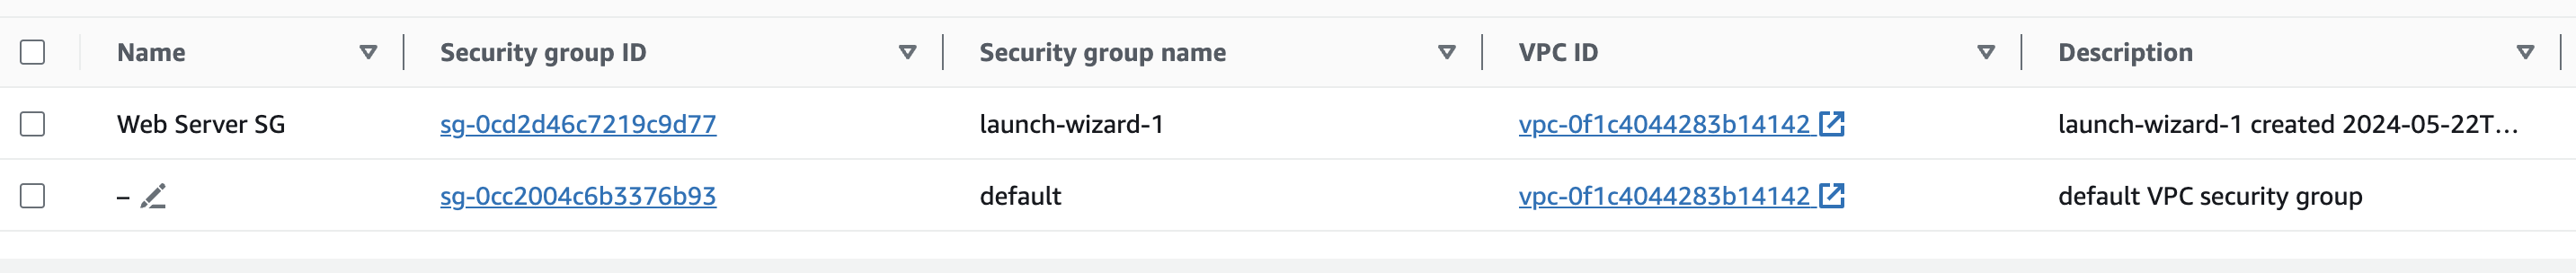 Name Security group ID Security group name VPC ID Description
Web Server SG sg-0cd2d46c7219c9d77 launch-wizard-1 vpc-0f1c4044283b14142 launch-wizard-1 created 2024-05-22T...
– sg-0cc2004c6b3376b93 default vpc-0f1c4044283b14142 default VPC security group